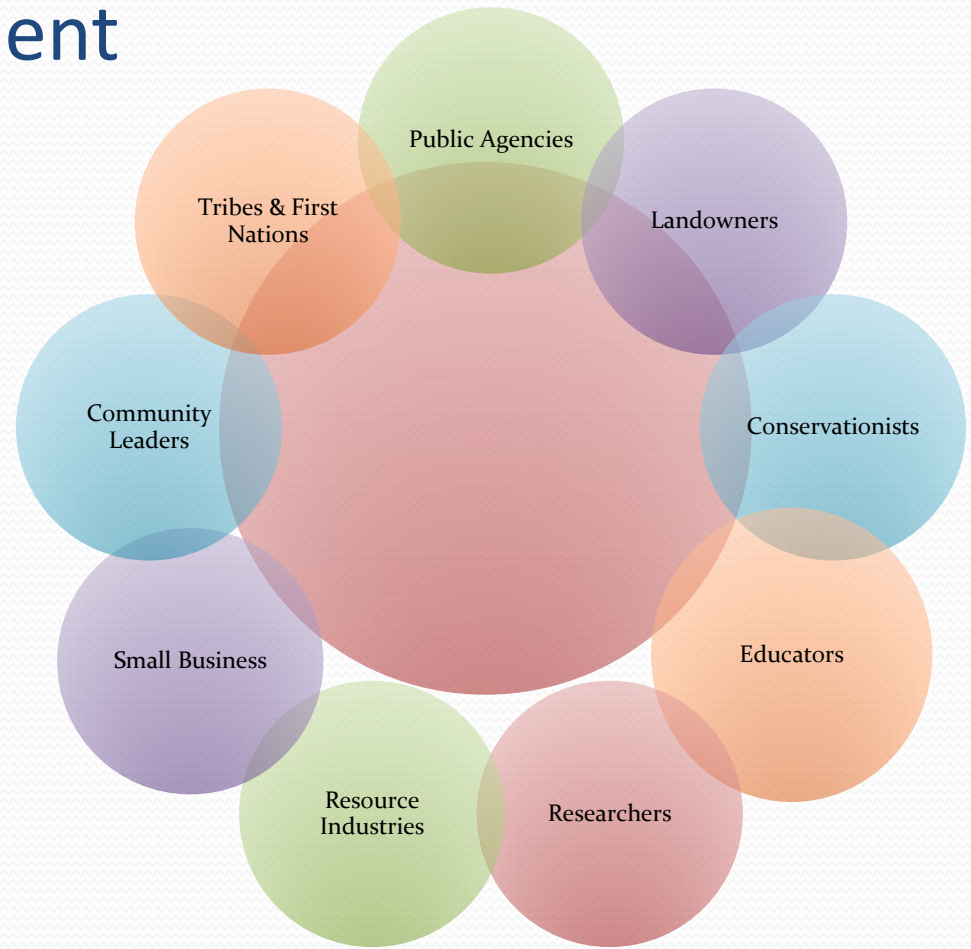 ent
Public Agencies
Tribes & First
Nations
Landowners
Community
Leaders
Conservationists
Small Business
Educators
Resource
Industries
Researchers